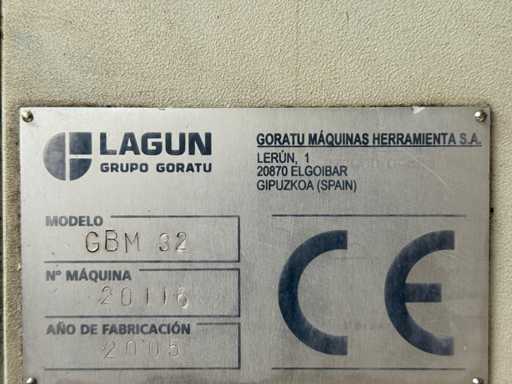 LAGUN
GRUPO GORATU
GORATU MÁQUINAS HERRAMIENTA S.A.
LERÚN, 1
20870 ELGOIBAR
GIPUZKOA (SPAIN)
MODELO
GBM 32
Nº MÁQUINA
20116
AÑO DE FABRICACIÓN
2005
CE